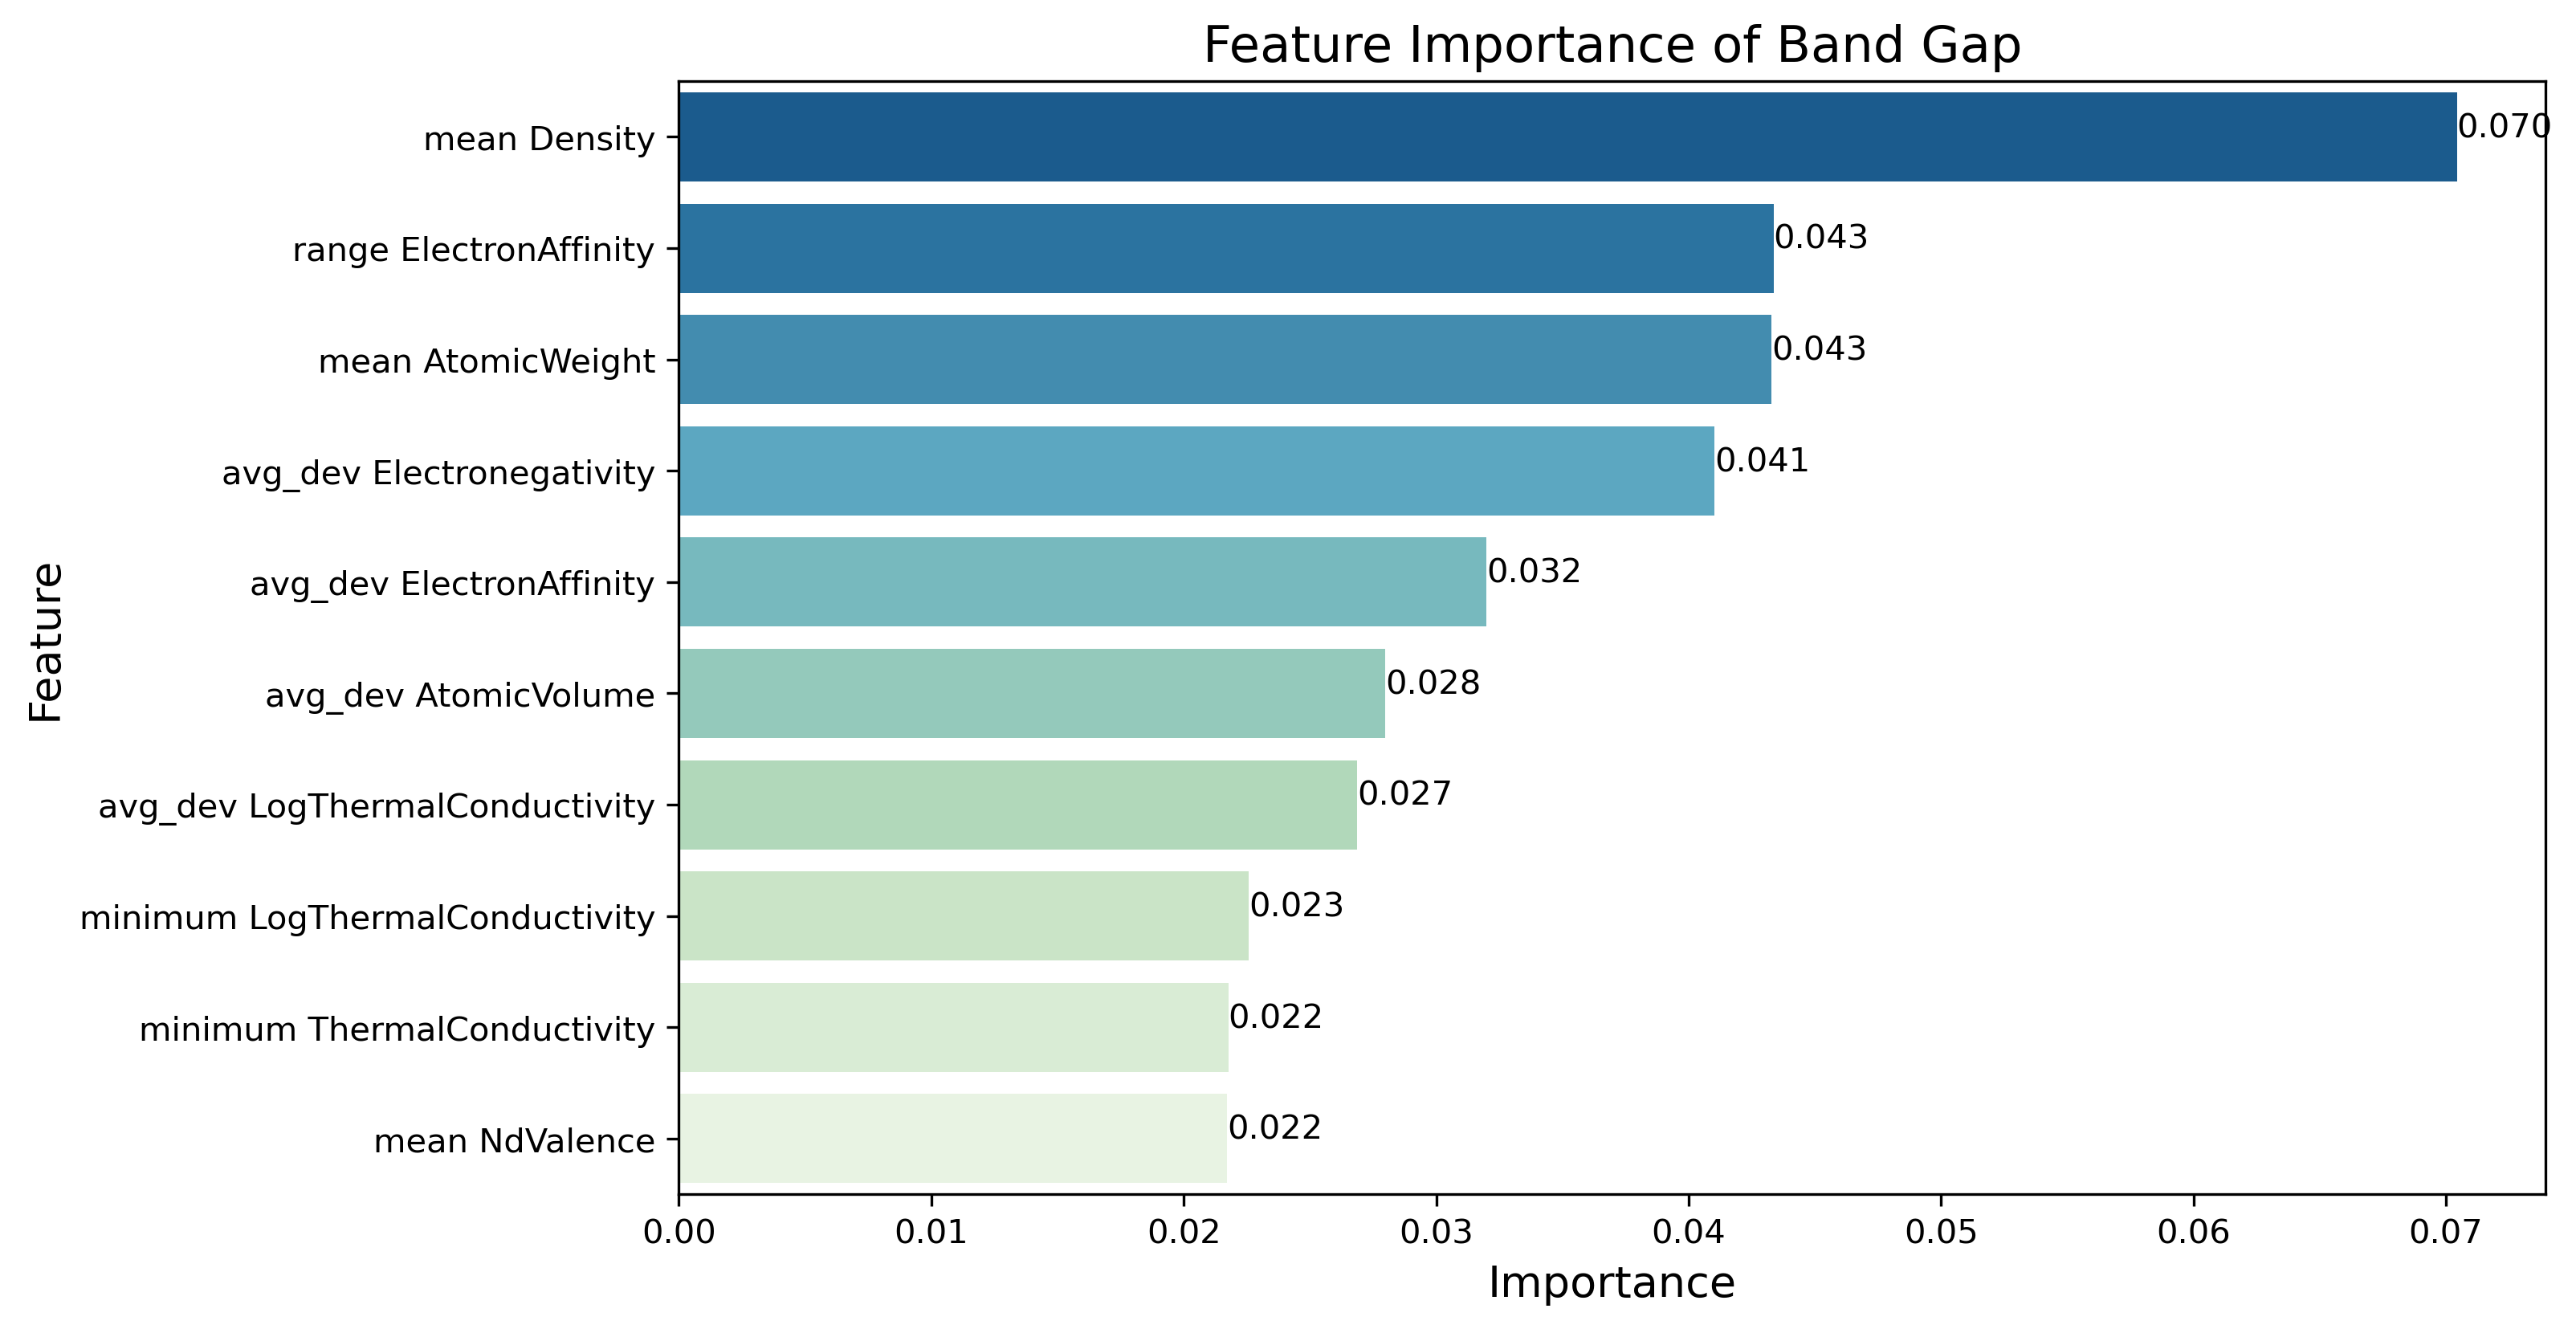 Feature Importance of Band Gap
Feature
mean Density 0.070
range ElectronAffinity 0.043
mean AtomicWeight 0.043
avg_dev Electronegativity 0.041
avg_dev ElectronAffinity 0.032
avg_dev AtomicVolume 0.028
avg_dev LogThermalConductivity 0.027
minimum LogThermalConductivity 0.023
minimum ThermalConductivity 0.022
mean NdValence 0.022
0.00 0.01 0.02 0.03 0.04 0.05 0.06 0.07
Importance